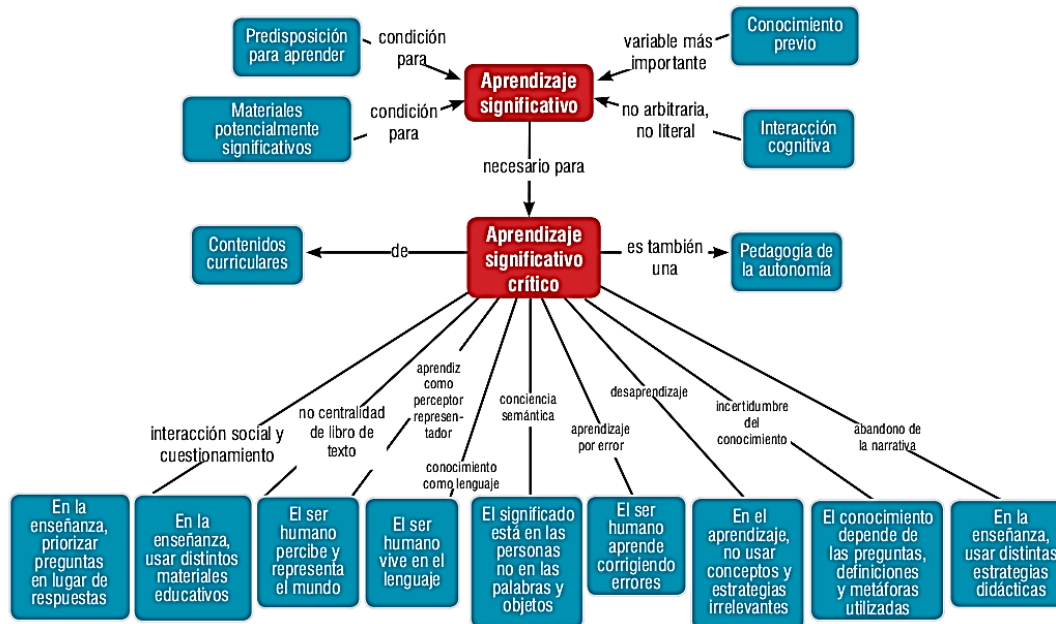 Predisposición
para aprender
condición
para
variable más
importante
Conocimiento
previo
Aprendizaje
significativo
Materiales
potencialmente
significativos
condición
para
no arbitraria,
no literal
Interacción
cognitiva
necesario para
Contenidos
curriculares
de
Aprendizaje
significativo
crítico
es también
una
Pedagogía de
la autonomía
interacción social y
cuestionamiento
no centralidad
de libro de
texto
aprendiz
como
perceptor
represen-
tador
conocimiento
como lenguaje
conciencia
semántica
aprendizaje
por error
desaprendizaje
incertidumbre
del
conocimiento
abandono de
la narrativa
En la
enseñanza,
priorizar
preguntas
en lugar de
respuestas
En la
enseñanza,
usar distintos
materiales
educativos
El ser
humano
percibe y
representa
el mundo
El ser
humano
vive en el
lenguaje
El significado
está en las
personas
no en las
palabras y
objetos
El ser
humano
aprende
corrigiendo
errores
En el
aprendizaje,
no usar
conceptos y
estrategias
irrelevantes
El conocimiento
depende de
las preguntas,
definiciones
y metáforas
utilizadas
En la
enseñanza,
usar distintas
estrategias
didácticas